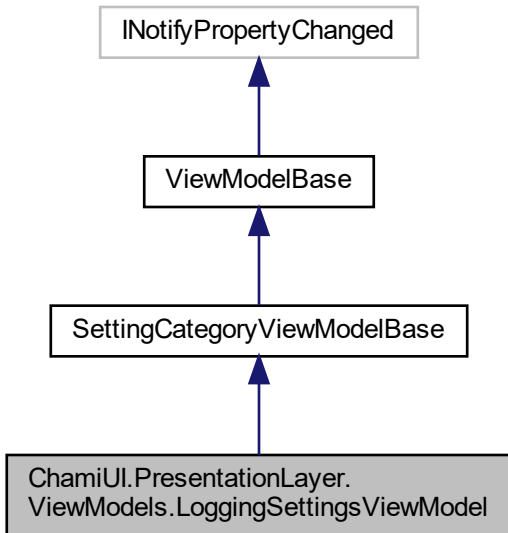 INotifyPropertyChanged
ViewModelBase
SettingCategoryViewModelBase
ChamiUI.PresentationLayer.
ViewModels.LoggingSettingsViewModel